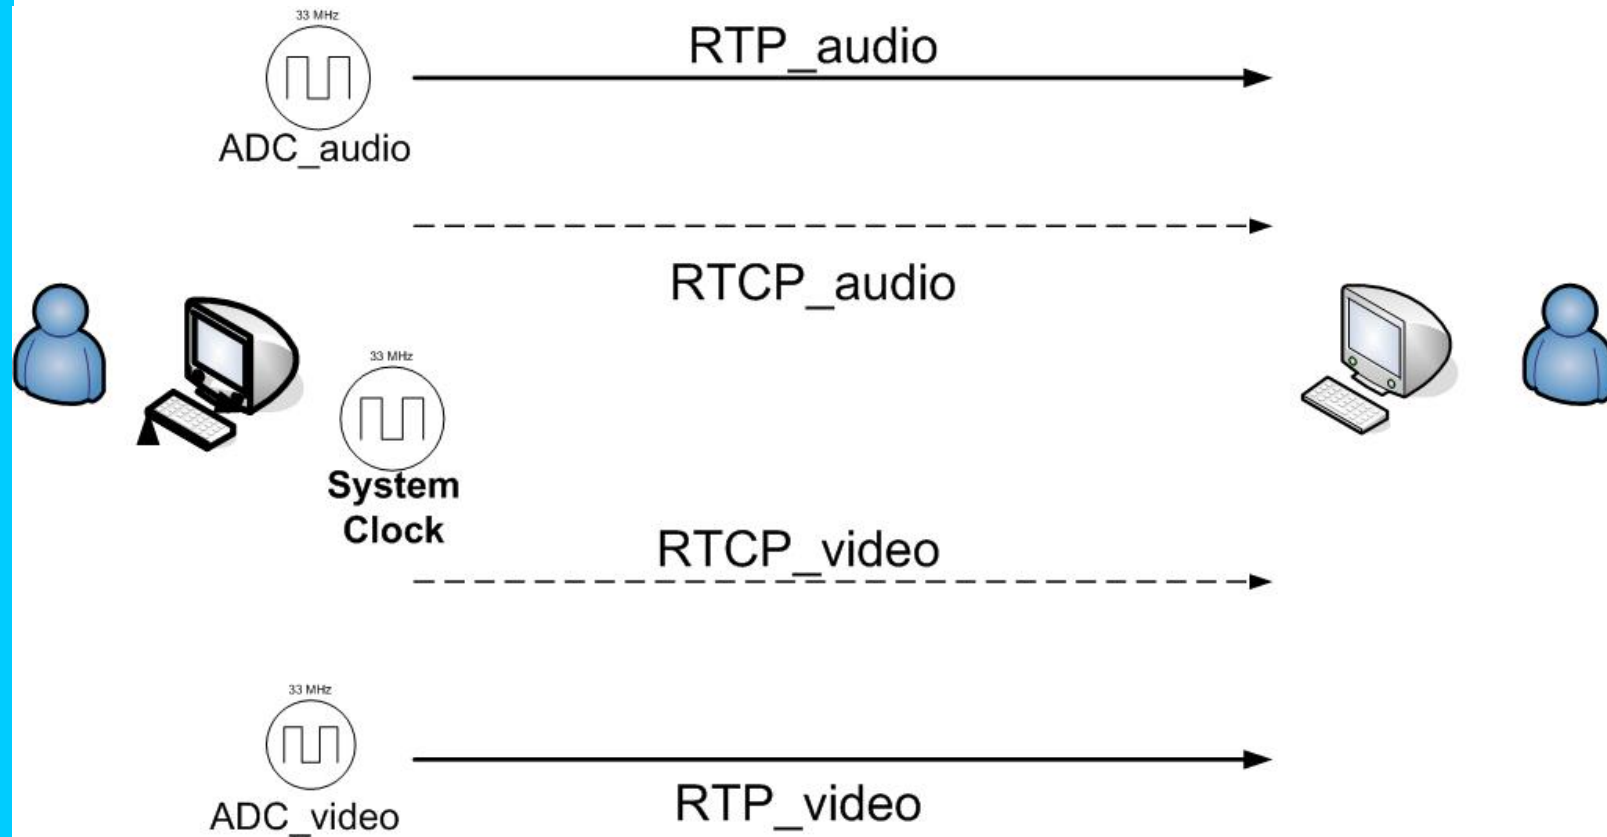 33 MHz
RTP_audio
ADC_audio
RTCP_audio
33 MHz
System
Clock
RTCP_video
33 MHz
RTP_video
ADC_video